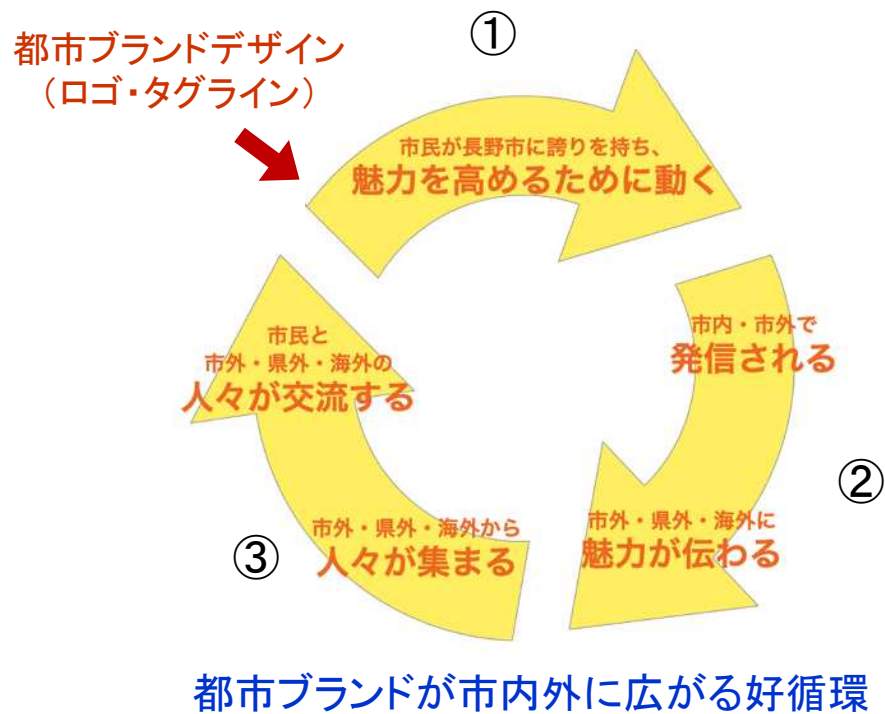 都市ブランドデザイン
（ロゴ・タグライン）
①
市民が長野市に誇りを持ち、
魅力を高めるために動く
市内・市外で
発信される
②
市外・県外・海外に
魅力が伝わる
③
市外・県外・海外から
人々が集まる
市民と
市外・県外・海外の
人々が交流する
都市ブランドが市内外に広がる好循環